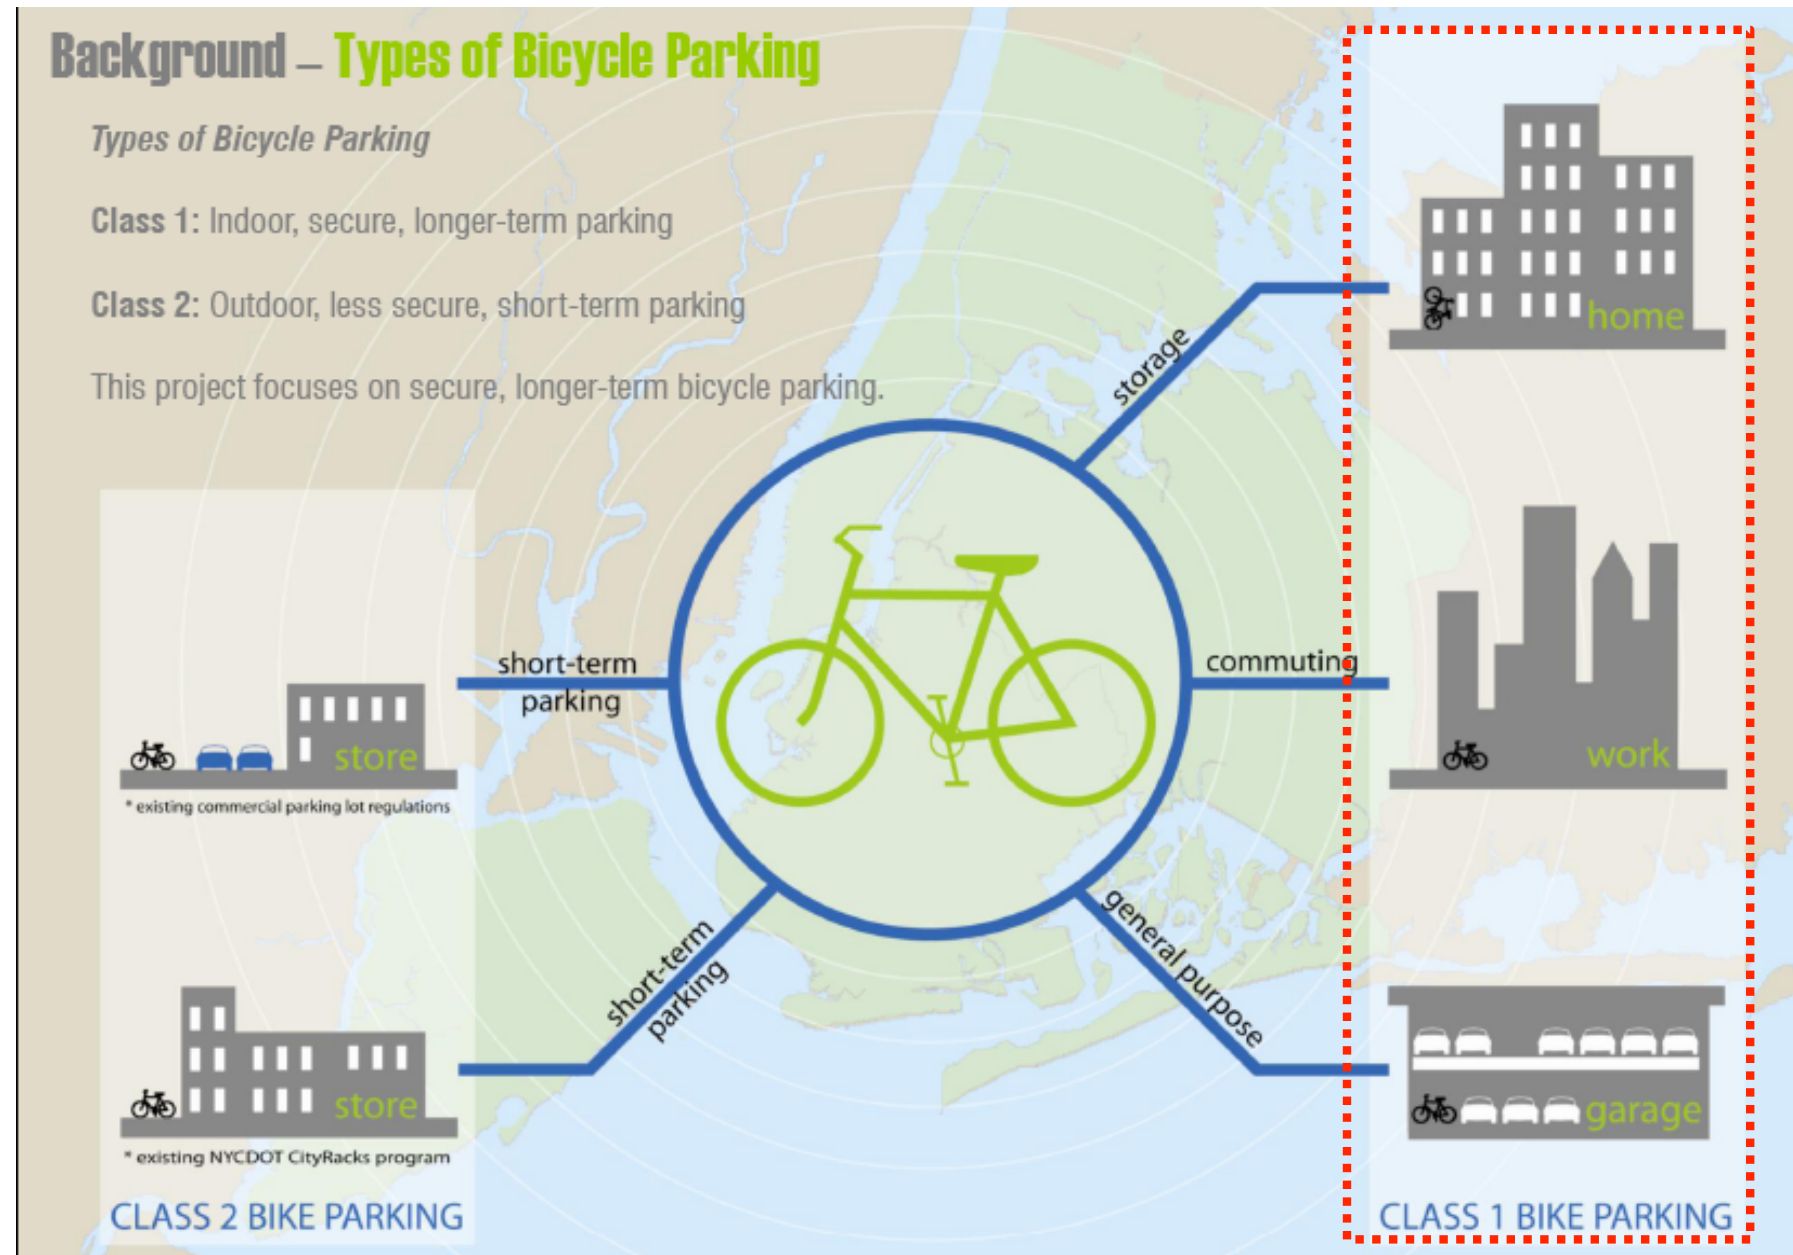 Background – Types of Bicycle Parking
Types of Bicycle Parking
Class 1: Indoor, secure, longer-term parking
Class 2: Outdoor, less secure, short-term parking
This project focuses on secure, longer-term bicycle parking.
storage
home
short-term
parking
commuting
store
work
* existing commercial parking lot regulations
short-term
parking
general purpose
store
garage
* existing NYCDOT CityRacks program
CLASS 2 BIKE PARKING
CLASS 1 BIKE PARKING